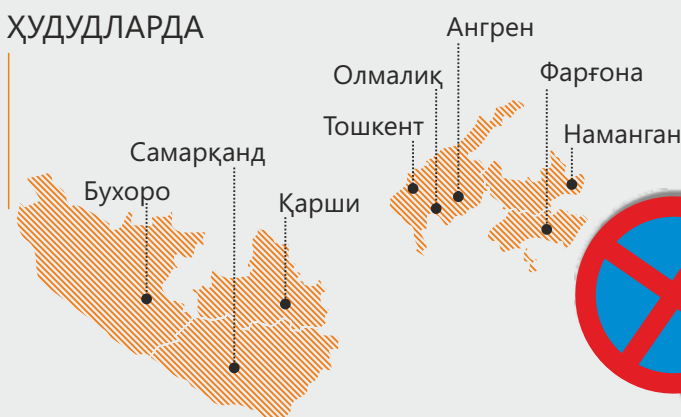 ҲУДУДЛАРДА
Ангрен
Олмалиқ
Фарғона
Тошкент
Наманган
Самарқанд
Бухоро
Қарши